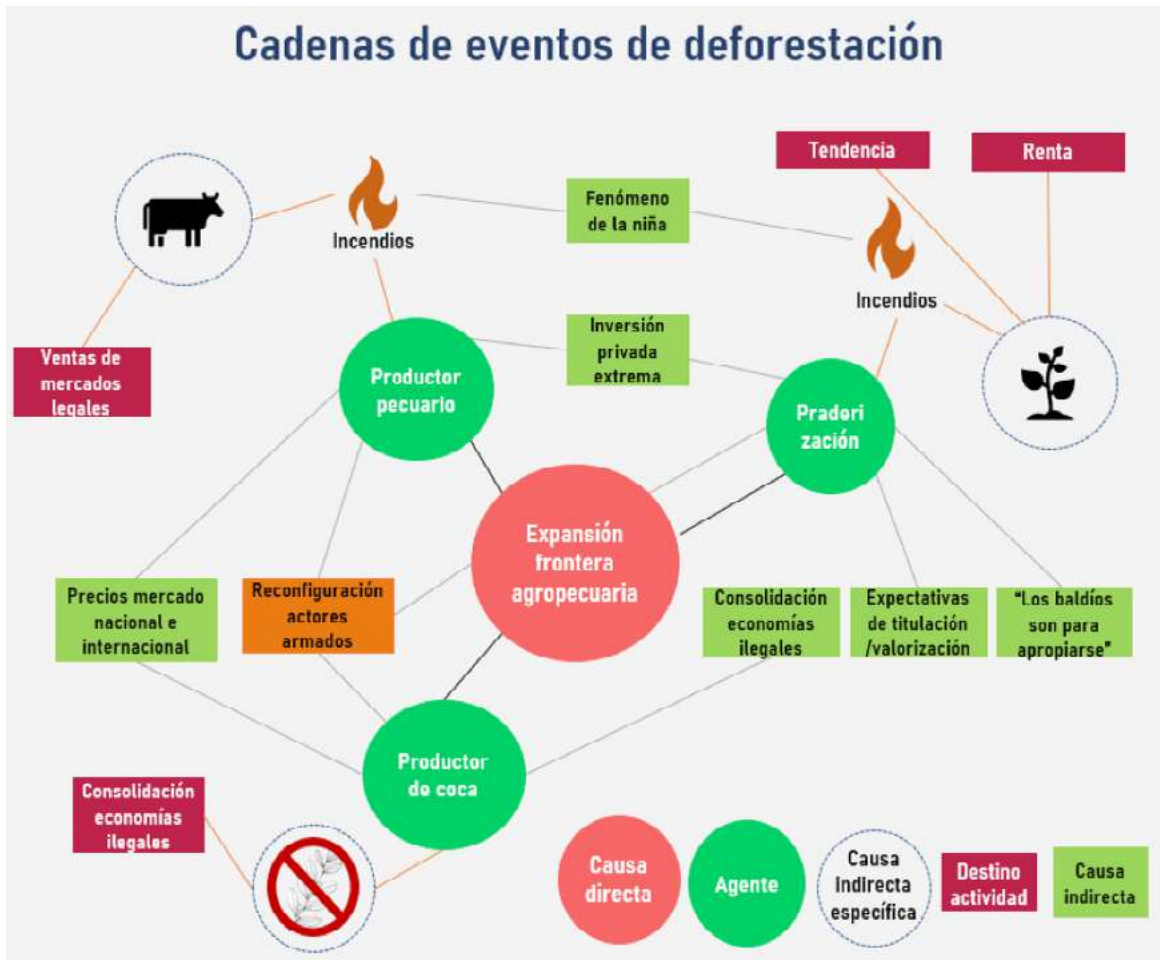 Cadenas de eventos de deforestación
Tendencia
Renta
Incendios
Fenómeno
de la niña
Incendios
Ventas de
mercados
legales
Productor
pecuario
Inversión
privada
extrema
Praderi
zación
Expansión
frontera
agropecuaria
Precios mercado
nacional e
internacional
Reconfiguración
actores
armados
Consolidación
economías
ilegales
Expectativas
de titulación
/valorización
"Los baldíos
son para
apropiarse"
Productor
de coca
Consolidación
economías
ilegales
Causa
directa
Agente
Causa
indirecta
específica
Destino
actividad
Causa
indirecta